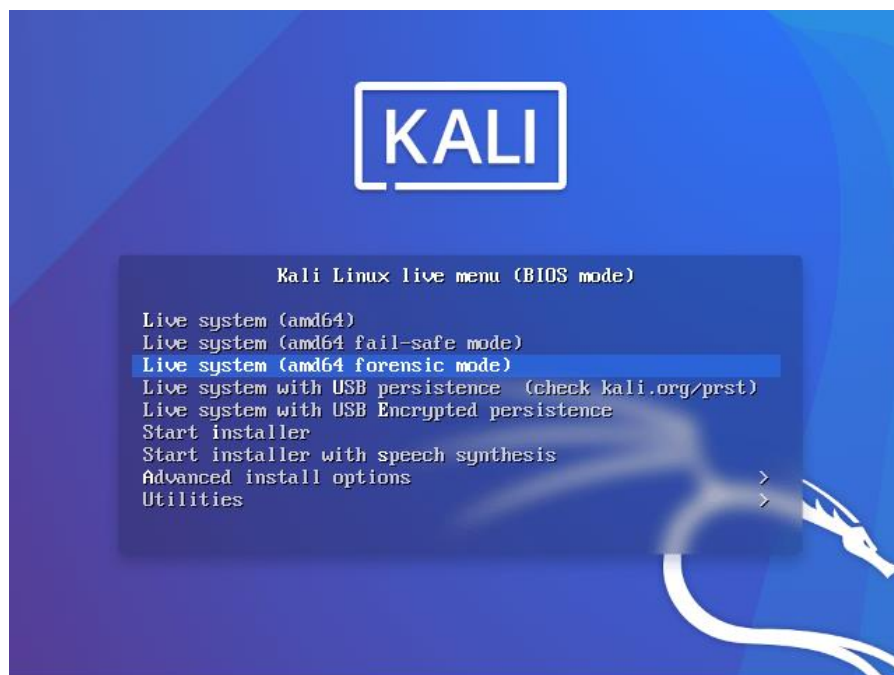 KALI
Kali Linux live menu (BIOS mode)
Live system (amd64)
Live system (amd64 fail-safe mode)
Live system (amd64 forensic mode)
Live system with USB persistence  (check kali.org/prst)
Live system with USB Encrypted persistence
Start installer
Start installer with speech synthesis
Advanced install options >
Utilities >